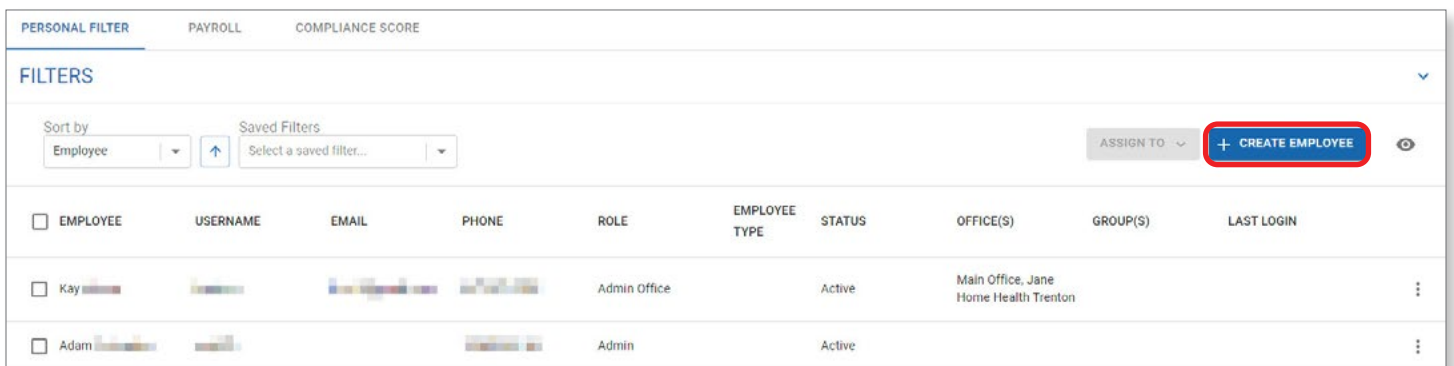 PERSONAL FILTER PAYROLL COMPLIANCE SCORE
FILTERS
Sort by Saved Filters
Employee Select a saved filter... ASSIGN TO + CREATE EMPLOYEE
EMPLOYEE USERNAME EMAIL PHONE ROLE EMPLOYEE TYPE STATUS OFFICE(S) GROUP(S) LAST LOGIN
Kay Admin Office Active Main Office, Jane
Home Health Trenton
Adam Admin Active